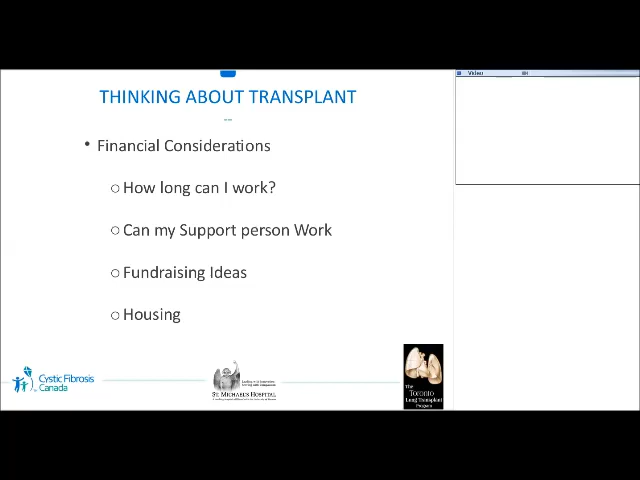 Video
THINKING ABOUT TRANSPLANT
• Financial Considerations
o How long can I work?
o Can my Support person Work
o Fundraising Ideas
o Housing
Cystic Fibrosis
Canada
ST. MICHAEL'S HOSPITAL
The
Toronto
Lung Transplant
Program